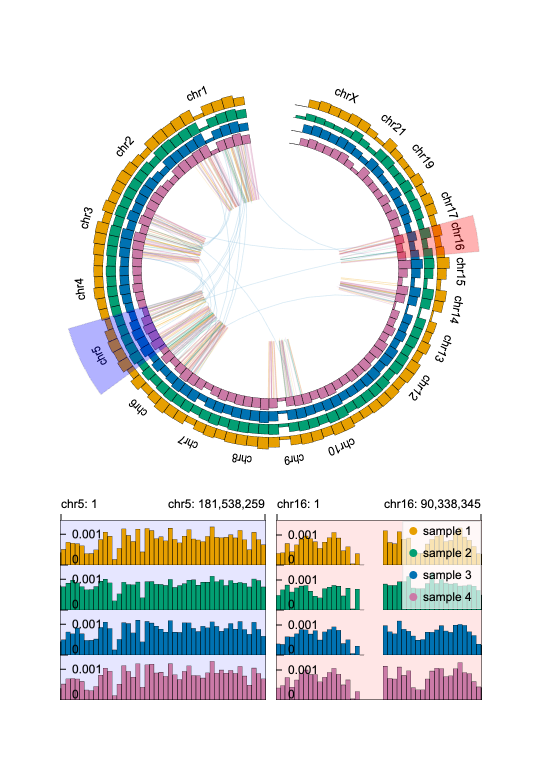 chr1
chrX
chr2
chr21
chr19
chr3
chr17
chr16
chr15
chr4
chr14
chr5
chr13
chr6
chr12
chr7
chr8
chr9
chr10
chr5: 1
chr5: 181,538,259
chr16: 1
chr16: 90,338,345
0.001
0
0.001
0
0.001
0
0.001
0
0.001
0
0.001
0
0.001
0
0.001
0
sample 1
sample 2
sample 3
sample 4